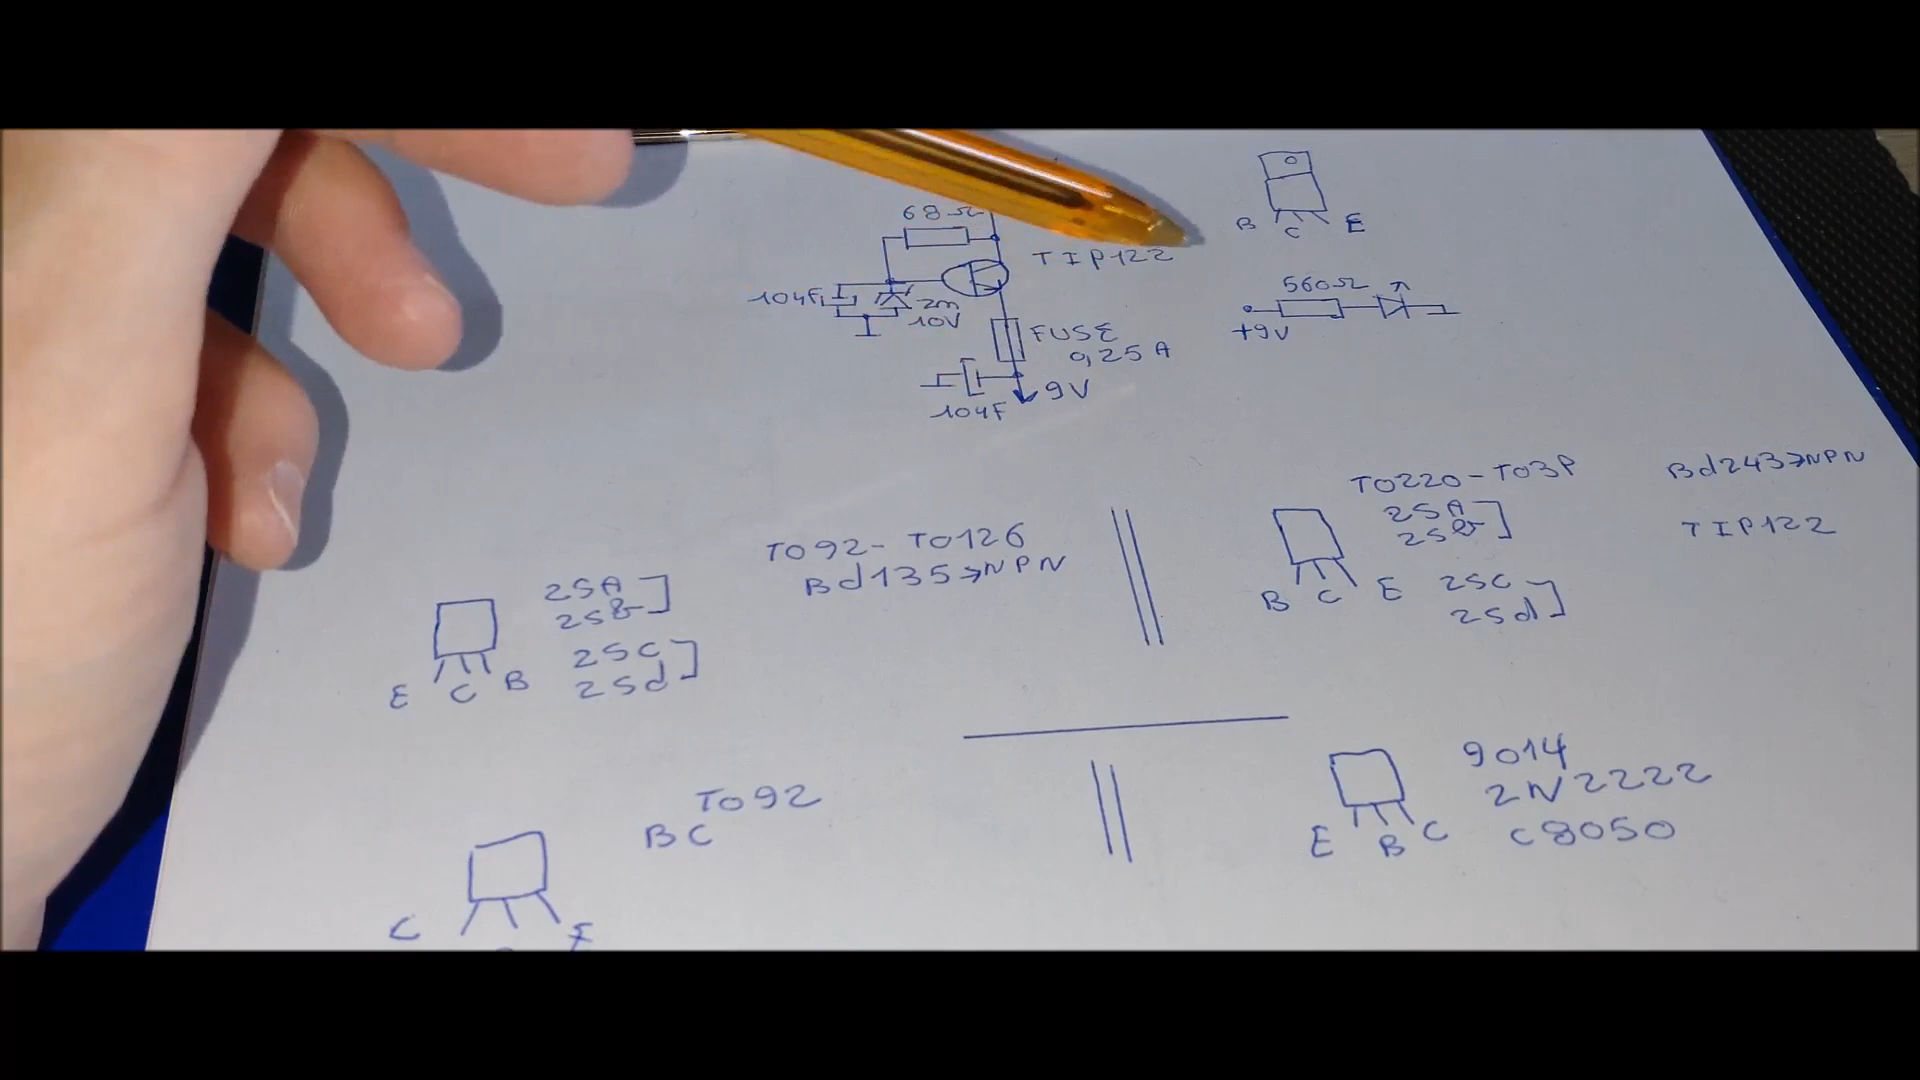 68Ω
TIP122
B C E
104F
10V
FUSE
0,25A
104F
9V
560Ω
+9V
TO92- TO126
Bd135→NPN
2SA
2SB
2SC
2Sd
E C B
TO220-TO3P
2SA
2SB
2SC
2Sd
B C E
Bd243→NPN
TIP122
TO92
BC
C E
9014
2N2222
C8050
E B C